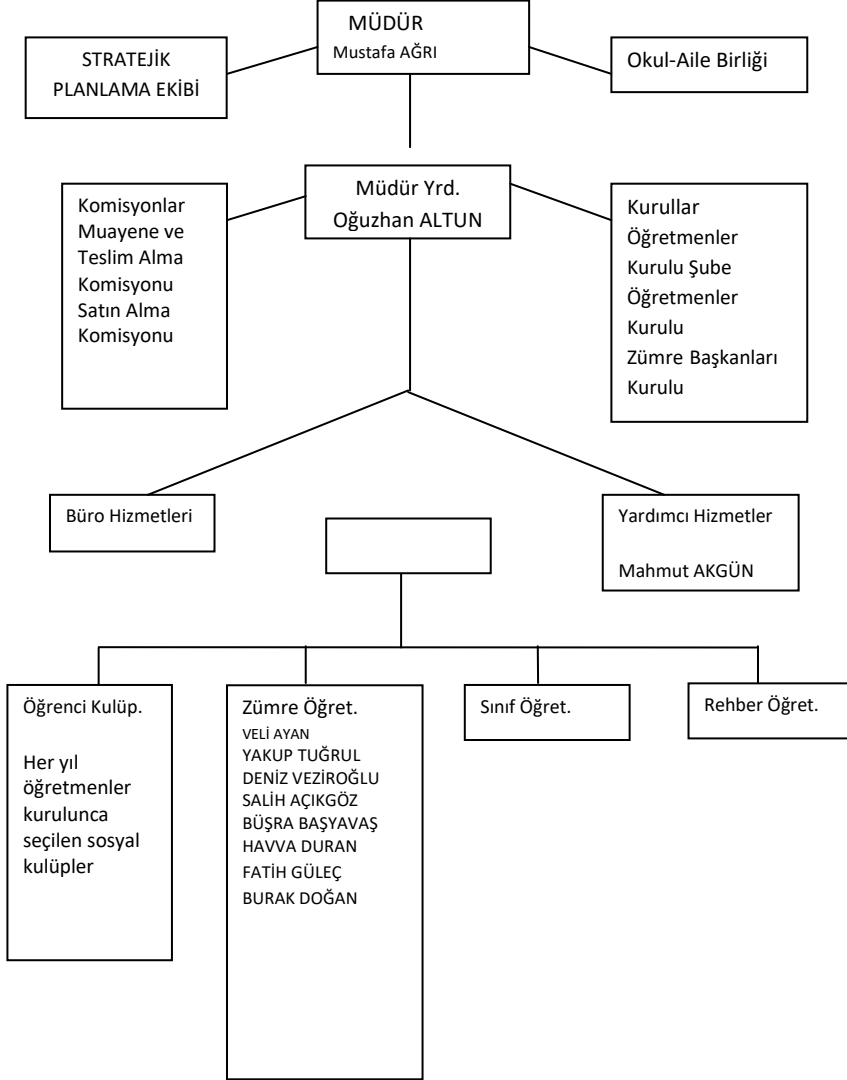 MÜDÜR
Mustafa AĞRI
STRATEJİK
PLANLAMA EKİBİ
Okul-Aile Birliği
Müdür Yrd.
Oğuzhan ALTUN
Komisyonlar
Muayene ve
Teslim Alma
Komisyonu
Satın Alma
Komisyonu
Kurullar
Öğretmenler
Kurulu Şube
Öğretmenler
Kurulu
Zümre Başkanları
Kurulu
Büro Hizmetleri
Yardımcı Hizmetler
Mahmut AKGÜN
Öğrenci Kulüp.
Her yıl
öğretmenler
kurulunca
seçilen sosyal
kulüpler
Zümre Öğret.
VELİ AYAN
YAKUP TUĞRUL
DENİZ VEZİROĞLU
SALİH AÇIKGÖZ
BÜŞRA BAŞYAVAŞ
HAVVA DURAN
FATİH GÜLEÇ
BURAK DOĞAN
Sınıf Öğret.
Rehber Öğret.